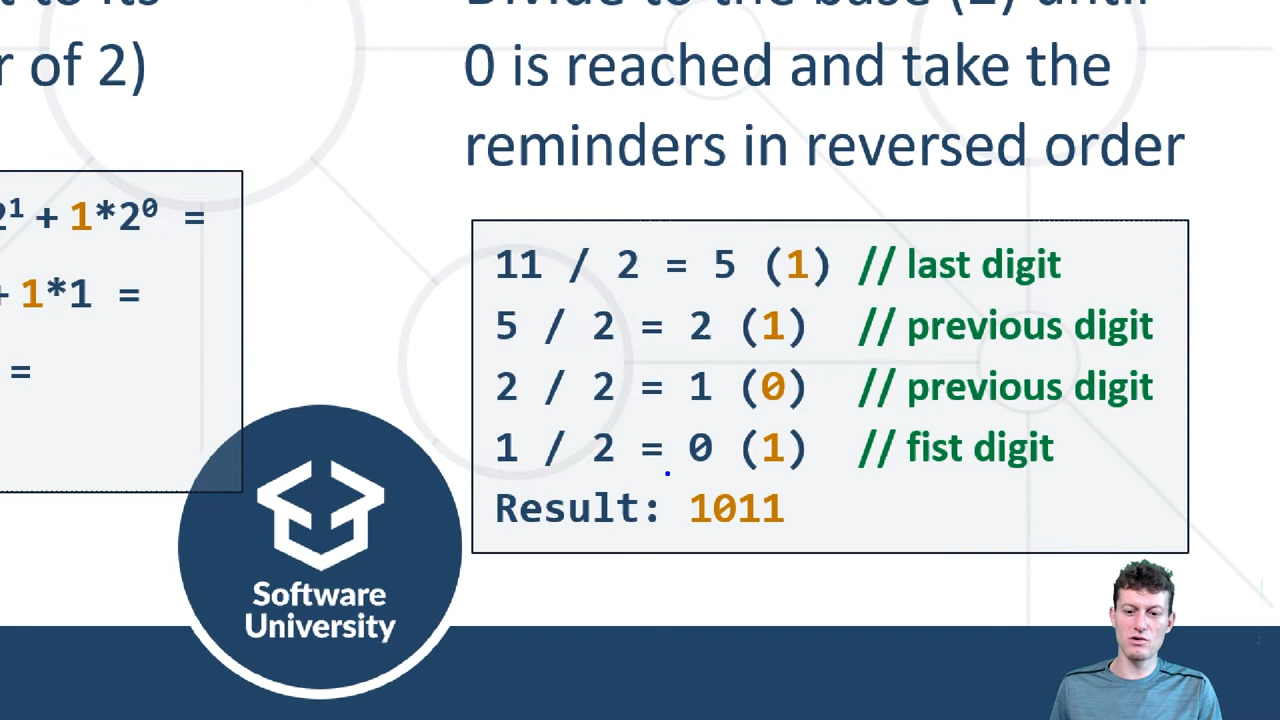 t to its
r of 2)
2¹ + 1*2⁰ =
+ 1*1 =
=
Divide to the base (2) until
0 is reached and take the
reminders in reversed order
11 / 2 = 5 (1) // last digit
5 / 2 = 2 (1) // previous digit
2 / 2 = 1 (0) // previous digit
1 / 2 = 0 (1) // fist digit
Result: 1011
Software
University